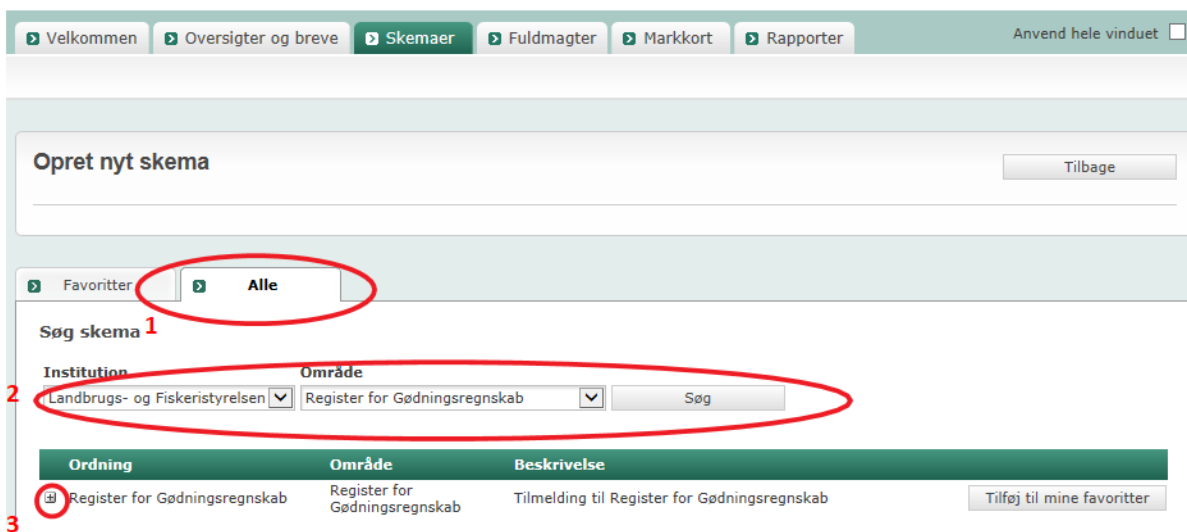 Velkommen Oversigter og breve Skemaer Fuldmagter Markkort Rapporter Anvend hele vinduet
Opret nyt skema Tilbage
Favoritter Alle
Søg skema 1
Institution Område
2 Landbrugs- og Fiskeristyrelsen Register for Gødningsregnskab Søg
Ordning Område Beskrivelse
Register for Gødningsregnskab Register for Gødningsregnskab Tilmelding til Register for Gødningsregnskab Tilføj til mine favoritter
3